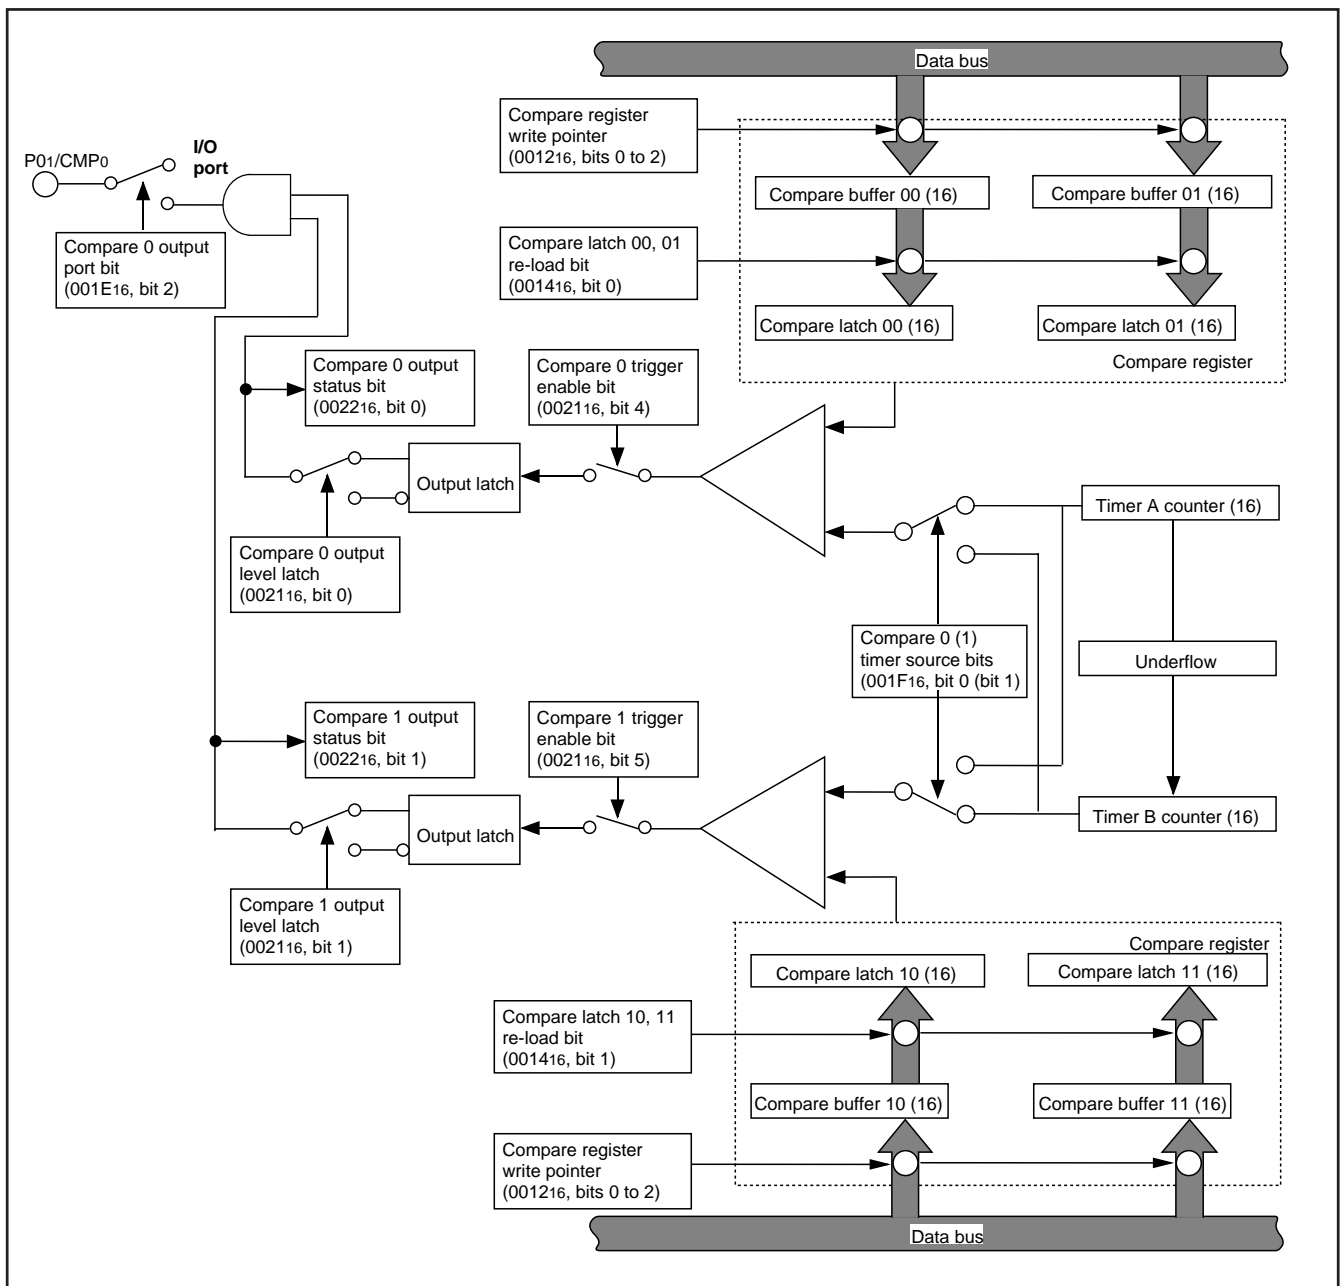 Data bus
Compare register
write pointer
(001216, bits 0 to 2)
I/O
port
P01/CMP0
Compare buffer 00 (16)
Compare buffer 01 (16)
Compare 0 output
port bit
(001E16, bit 2)
Compare latch 00, 01
re-load bit
(001416, bit 0)
Compare latch 00 (16)
Compare latch 01 (16)
Compare register
Compare 0 output
status bit
(002216, bit 0)
Compare 0 trigger
enable bit
(002116, bit 4)
Output latch
Timer A counter (16)
Compare 0 output
level latch
(002116, bit 0)
Compare 0 (1)
timer source bits
(001F16, bit 0 (bit 1)
Underflow
Compare 1 output
status bit
(002216, bit 1)
Compare 1 trigger
enable bit
(002116, bit 5)
Output latch
Timer B counter (16)
Compare 1 output
level latch
(002116, bit 1)
Compare register
Compare latch 10 (16)
Compare latch 11 (16)
Compare latch 10, 11
re-load bit
(001416, bit 1)
Compare buffer 10 (16)
Compare buffer 11 (16)
Compare register
write pointer
(001216, bits 0 to 2)
Data bus